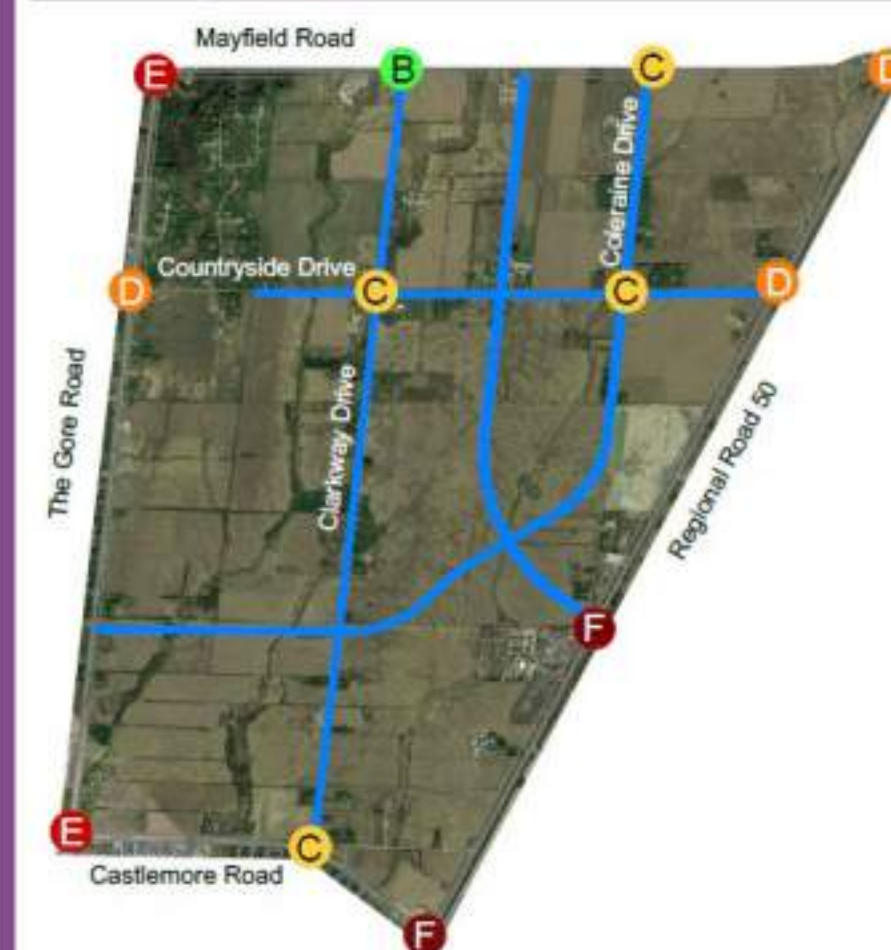 Mayfield Road
E
B
C
D
Coleraine Drive
Countryside Drive
D
C
C
D
The Gore Road
Clarkway Drive
Regional Road 50
F
E
C
Castlemore Road
F